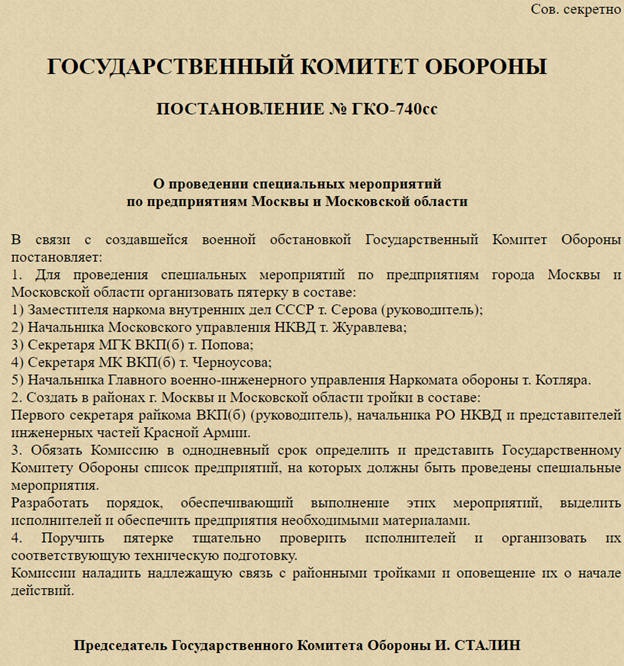 Сов. секретно
ГОСУДАРСТВЕННЫЙ КОМИТЕТ ОБОРОНЫ
ПОСТАНОВЛЕНИЕ № ГКО-740сс
О проведении специальных мероприятий
по предприятиям Москвы и Московской области
В связи с создавшейся военной обстановкой Государственный Комитет Обороны
постановляет:
1. Для проведения специальных мероприятий по предприятиям города Москвы и
Московской области организовать пятерку в составе:
1) Заместителя наркома внутренних дел СССР т. Серова (руководитель);
2) Начальника Московского управления НКВД т. Журавлева;
3) Секретаря МГК ВКП(б) т. Попова;
4) Секретаря МК ВКП(б) т. Черноусова;
5) Начальника Главного военно-инженерного управления Наркомата обороны т. Котляра.
2. Создать в районах г. Москвы и Московской области тройки в составе:
Первого секретаря райкома ВКП(б) (руководитель), начальника РО НКВД и представителей
инженерных частей Красной Армии.
3. Обязать Комиссию в однодневный срок определить и представить Государственному
Комитету Обороны список предприятий, на которых должны быть проведены специальные
мероприятия.
Разработать порядок, обеспечивающий выполнение этих мероприятий, выделить
исполнителей и обеспечить предприятия необходимыми материалами.
4. Поручить пятерке тщательно проверить исполнителей и организовать их
соответствующую техническую подготовку.
Комиссии наладить надлежащую связь с районными тройками и оповещение их о начале
действий.
Председатель Государственного Комитета Обороны И. СТАЛИН